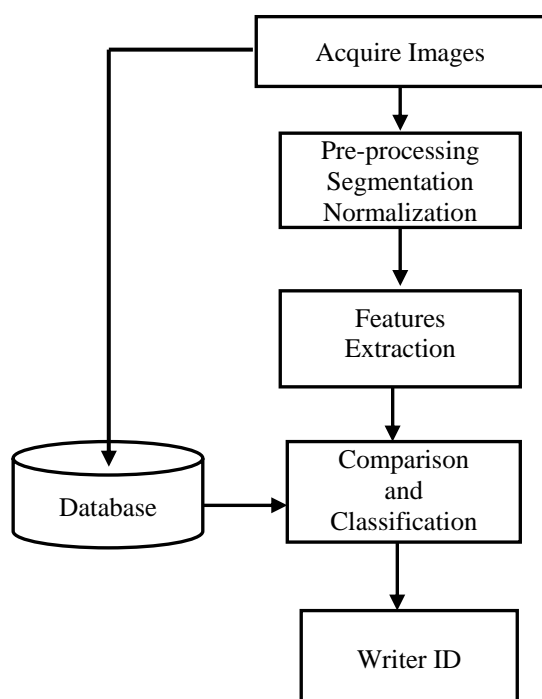 Acquire Images
Pre-processing
Segmentation
Normalization
Features
Extraction
Comparison
and
Classification
Database
Writer ID